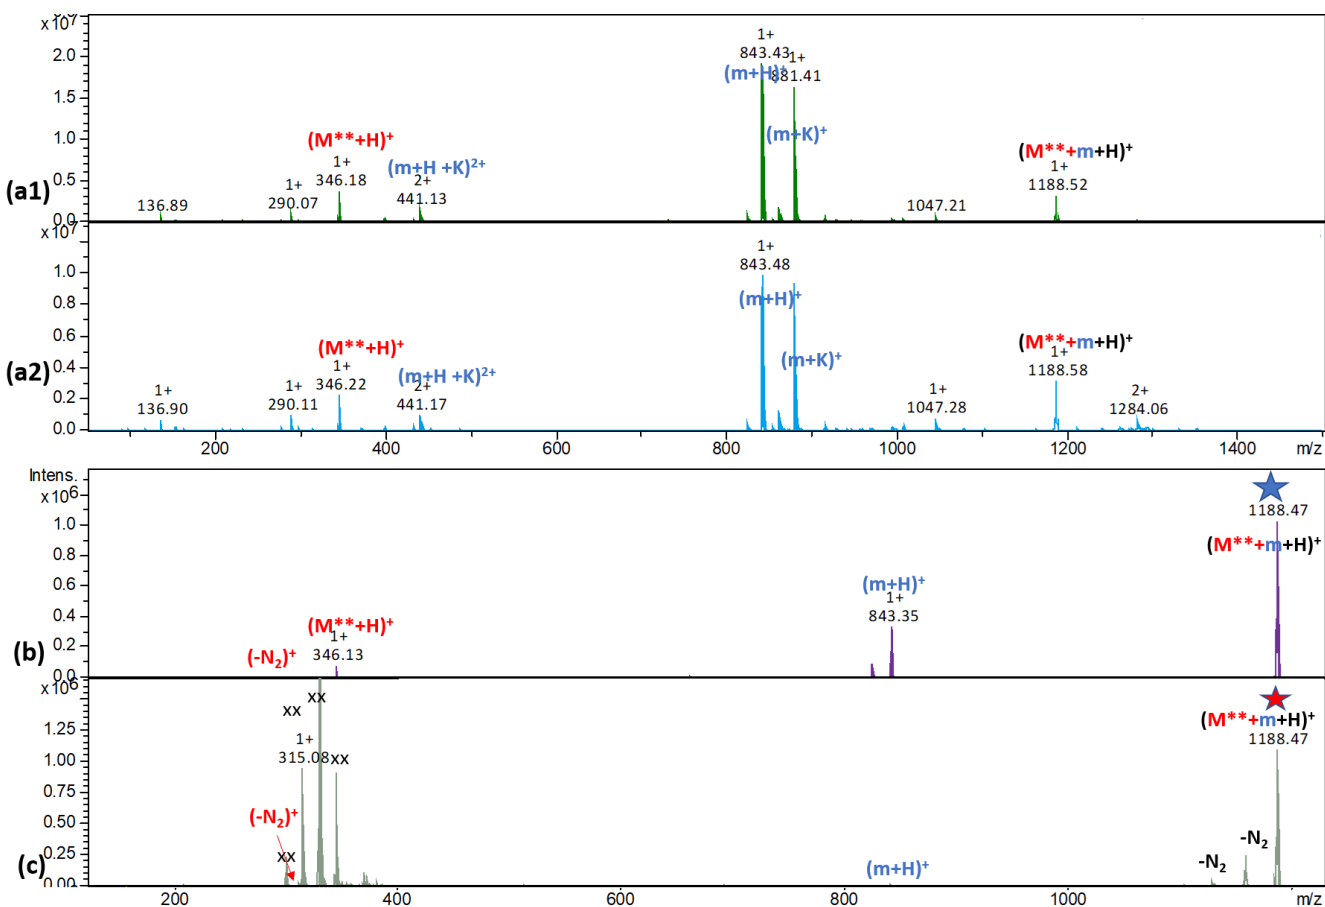 x10⁷
2.0
1.5
1.0
0.5
0.0
(a1)
136.89
1+
290.07
(M**+H)⁺
1+
346.18
(m+H +K)²⁺
2+
441.13
1+
843.43
(m+H)⁺
1+
881.41
(m+K)⁺
1047.21
(M**+m+H)⁺
1+
1188.52
x10⁷
1.0
0.8
0.6
0.4
0.2
0.0
(a2)
1+
136.90
1+
290.11
(M**+H)⁺
1+
346.22
(m+H +K)²⁺
2+
441.17
1+
843.48
(m+H)⁺
(m+K)⁺
1+
1047.28
(M**+m+H)⁺
1+
1188.58
2+
1284.06
200 400 600 800 1000 1200 1400 m/z
Intens.
x10⁶
1.0
0.8
0.6
0.4
0.2
0.0
(b)
(-N₂)⁺
(M**+H)⁺
1+
346.13
(m+H)⁺
1+
843.35
1188.47
(M**+m+H)⁺
x10⁶
1.25
1.00
0.75
0.50
0.25
0.00
(c)
xx
xx
1+
315.08
xx
(-N₂)⁺
xx
(m+H)⁺
(M**+m+H)⁺
1188.47
-N₂
-N₂
200 400 600 800 1000 m/z